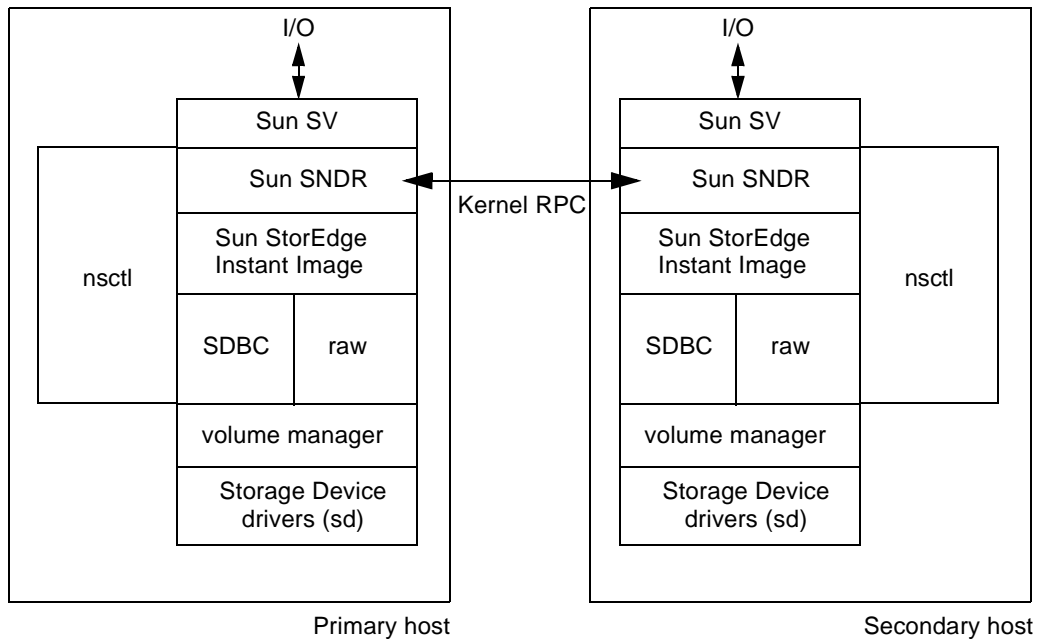 I/O
Sun SV
Sun SNDR
Sun StorEdge
Instant Image
nsctl
SDBC
raw
volume manager
Storage Device
drivers (sd)
Primary host
Kernel RPC
I/O
Sun SV
Sun SNDR
Sun StorEdge
Instant Image
nsctl
SDBC
raw
volume manager
Storage Device
drivers (sd)
Secondary host